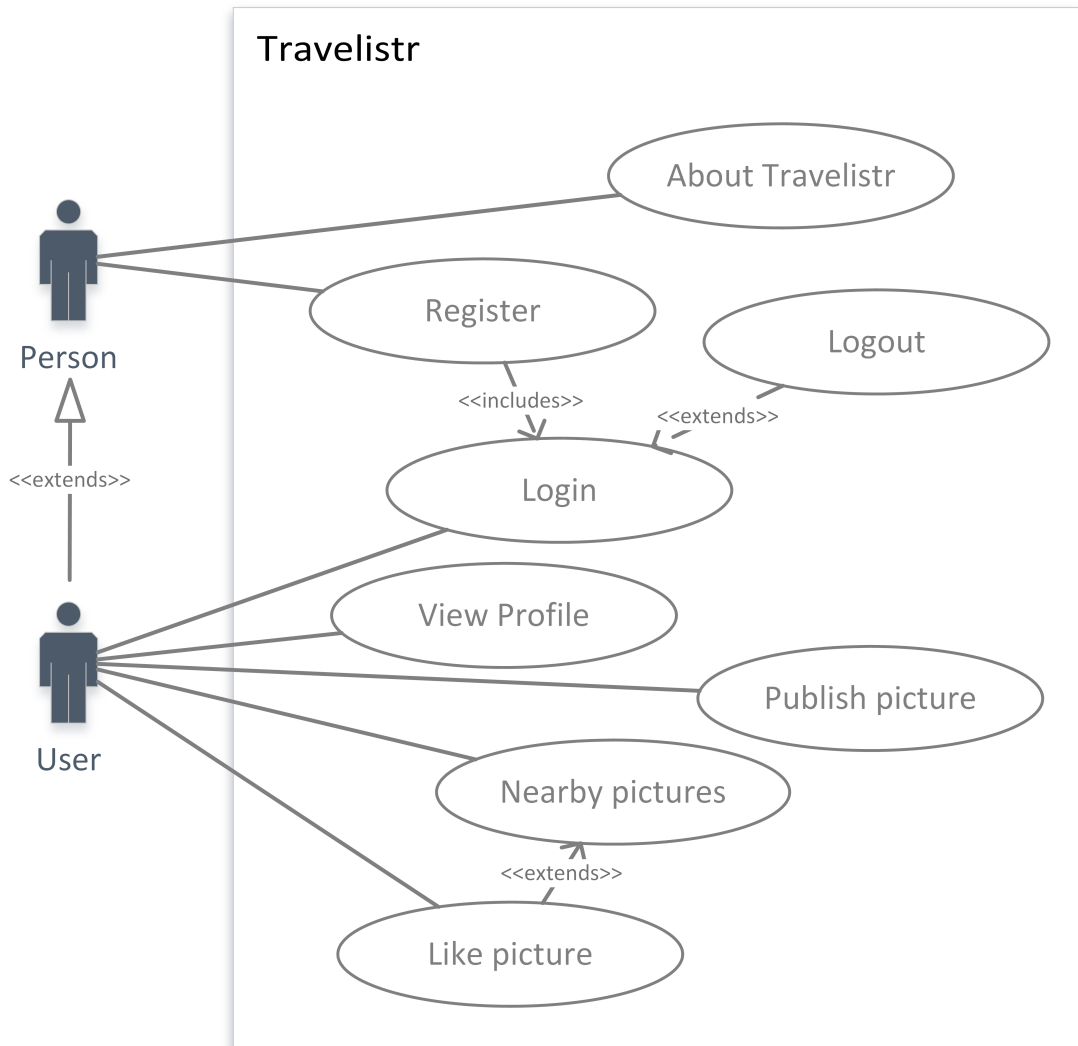 Travelistr
About Travelistr
Register
Logout
Person
<<includes>>
<<extends>>
<<extends>>
Login
View Profile
Publish picture
User
Nearby pictures
<<extends>>
Like picture